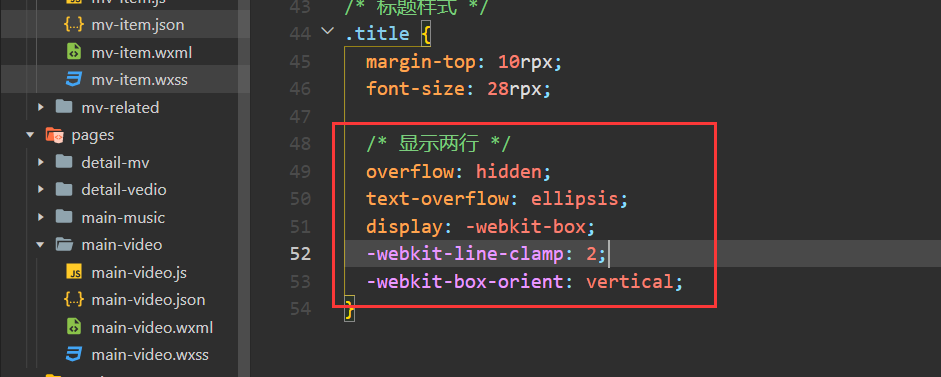 mv-item.js
mv-item.json
mv-item.wxml
mv-item.wxss
mv-related
pages
detail-mv
detail-vedio
main-music
main-video
main-video.js
main-video.json
main-video.wxml
main-video.wxss
43 /* 标题样式 */
44 .title {
45 margin-top: 10rpx;
46 font-size: 28rpx;
47
48 /* 显示两行 */
49 overflow: hidden;
50 text-overflow: ellipsis;
51 display: -webkit-box;
52 -webkit-line-clamp: 2;
53 -webkit-box-orient: vertical;
54 }